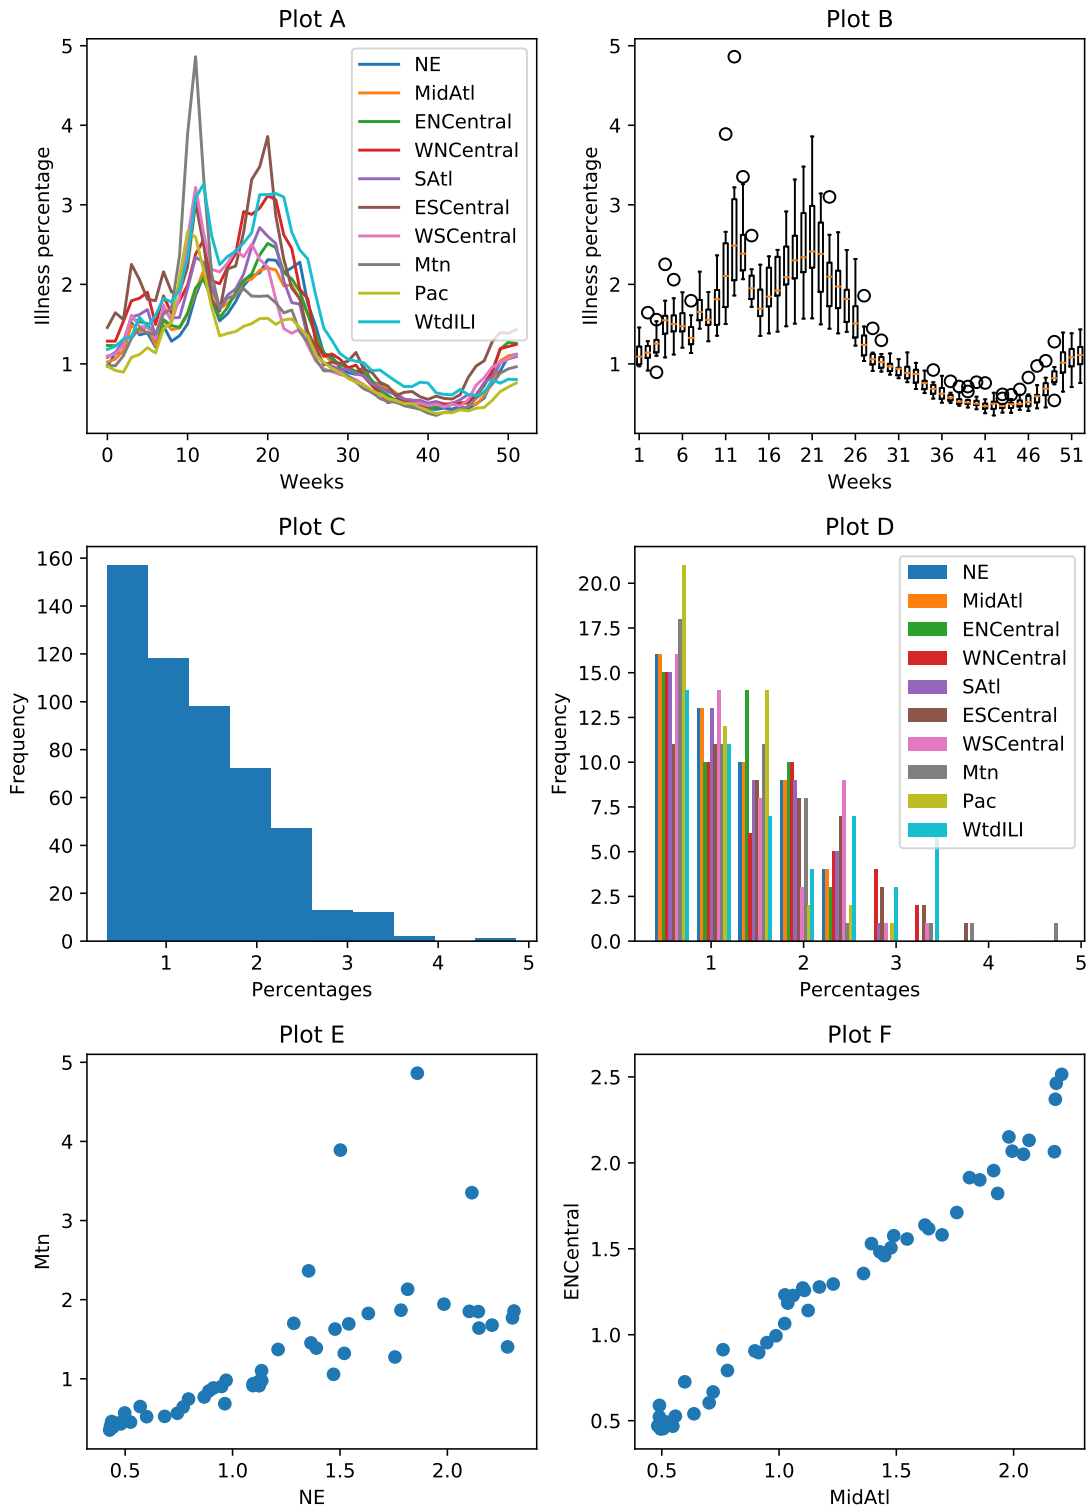 Plot A
Illness percentage
5
4
3
2
1
NE
MidAtl
ENCentral
WNCentral
SAtl
ESCentral
WSCentral
Mtn
Pac
WtdILI
0 10 20 30 40 50
Weeks
Plot B
Illness percentage
5
4
3
2
1
1 6 11 16 21 26 31 36 41 46 51
Weeks
Plot C
Frequency
160
140
120
100
80
60
40
20
0
1 2 3 4 5
Percentages
Plot D
Frequency
20.0
17.5
15.0
12.5
10.0
7.5
5.0
2.5
0.0
NE
MidAtl
ENCentral
WNCentral
SAtl
ESCentral
WSCentral
Mtn
Pac
WtdILI
1 2 3 4 5
Percentages
Plot E
Mtn
5
4
3
2
1
0.5 1.0 1.5 2.0
NE
Plot F
ENCentral
2.5
2.0
1.5
1.0
0.5
0.5 1.0 1.5 2.0
MidAtl